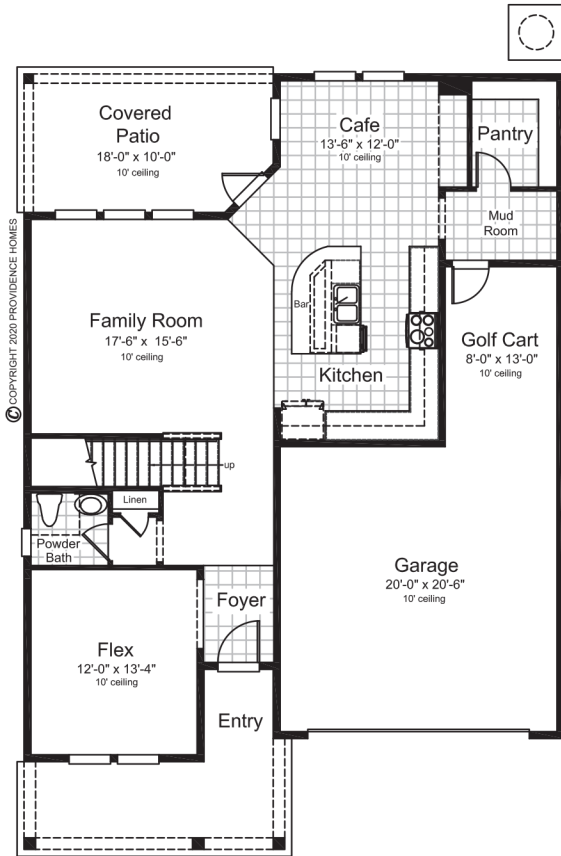 Covered
Patio
18'-0" x 10'-0"
10' ceiling
Cafe
13'-6" x 12'-0"
10' ceiling
Pantry
Mud
Room
© COPYRIGHT 2020 PROVIDENCE HOMES
Family Room
17'-6" x 15'-6"
10' ceiling
Bar
Kitchen
Golf Cart
8'-0" x 13'-0"
10' ceiling
up
Linen
Powder
Bath
Garage
20'-0" x 20'-6"
10' ceiling
Foyer
Flex
12'-0" x 13'-4"
10' ceiling
Entry